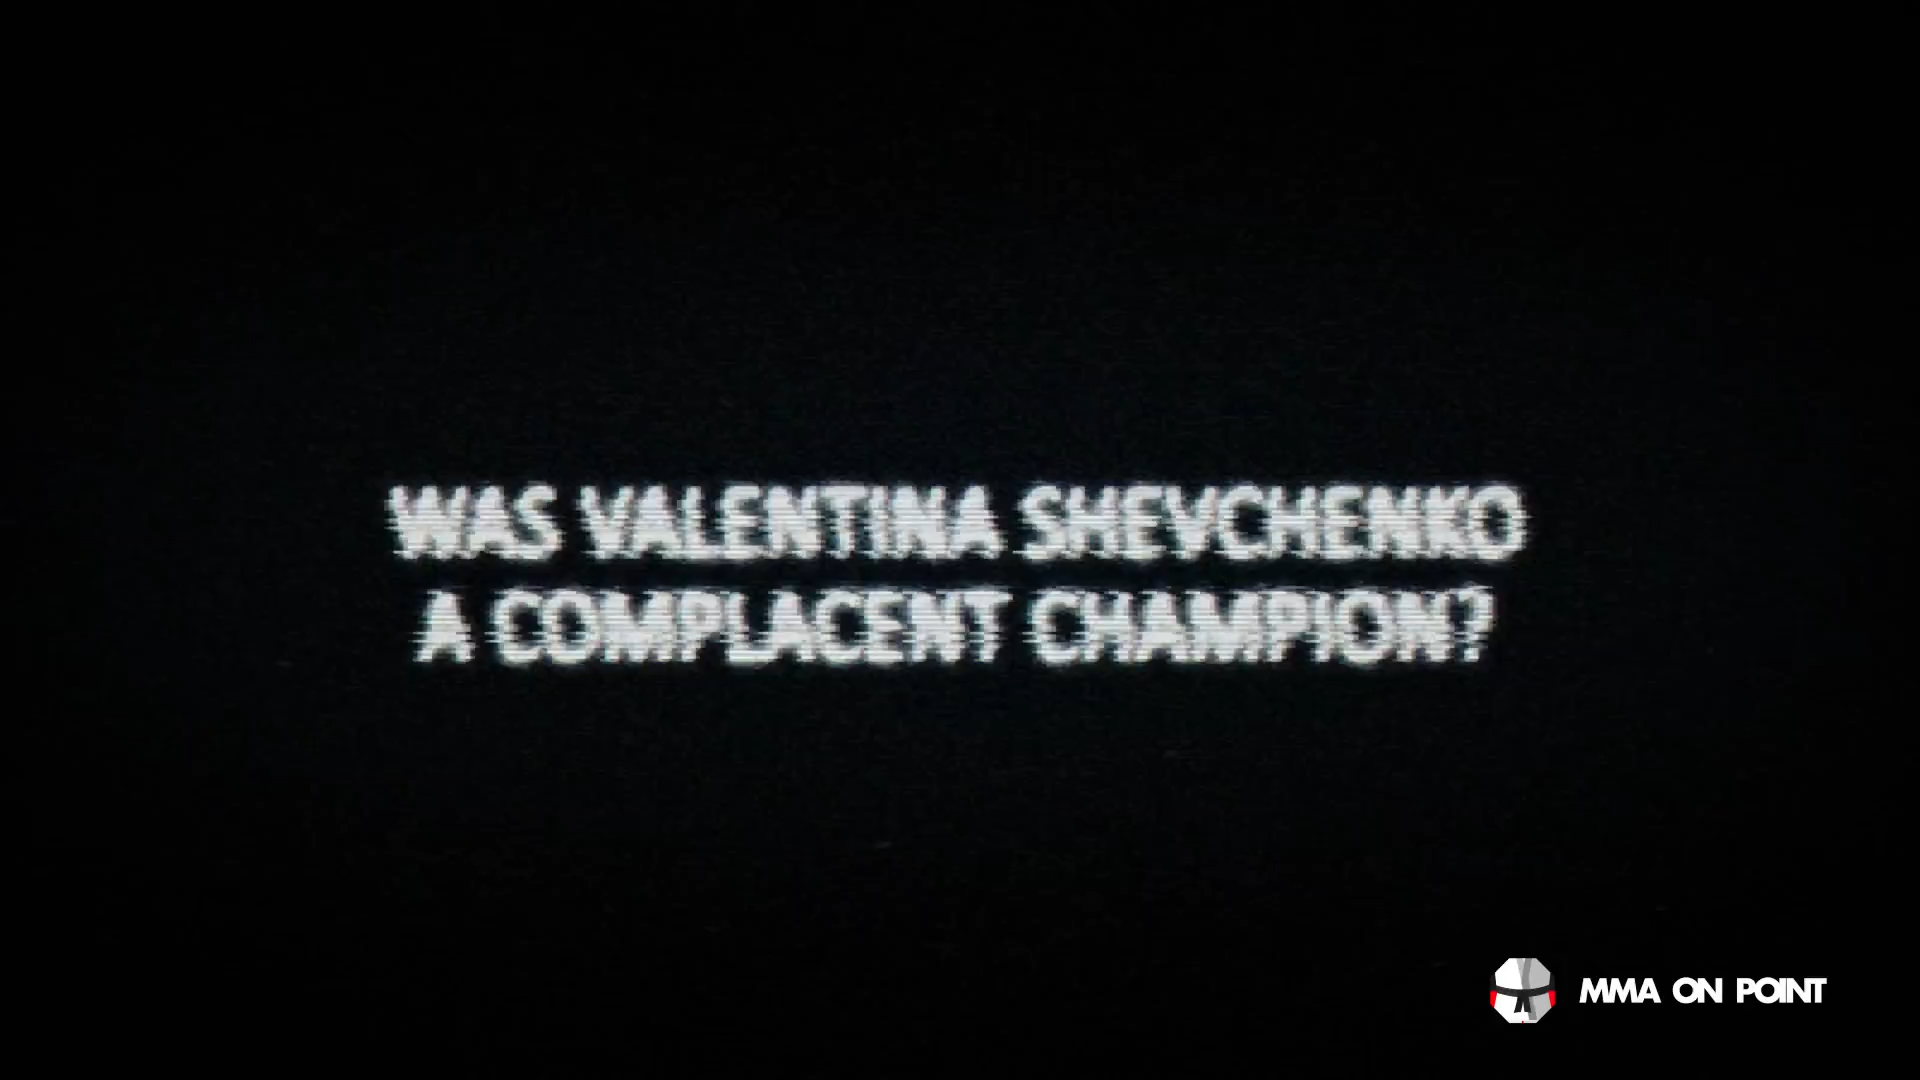 WAS VALENTINA SHEVCHENKO
A COMPLACENT CHAMPION?
MMA ON POINT